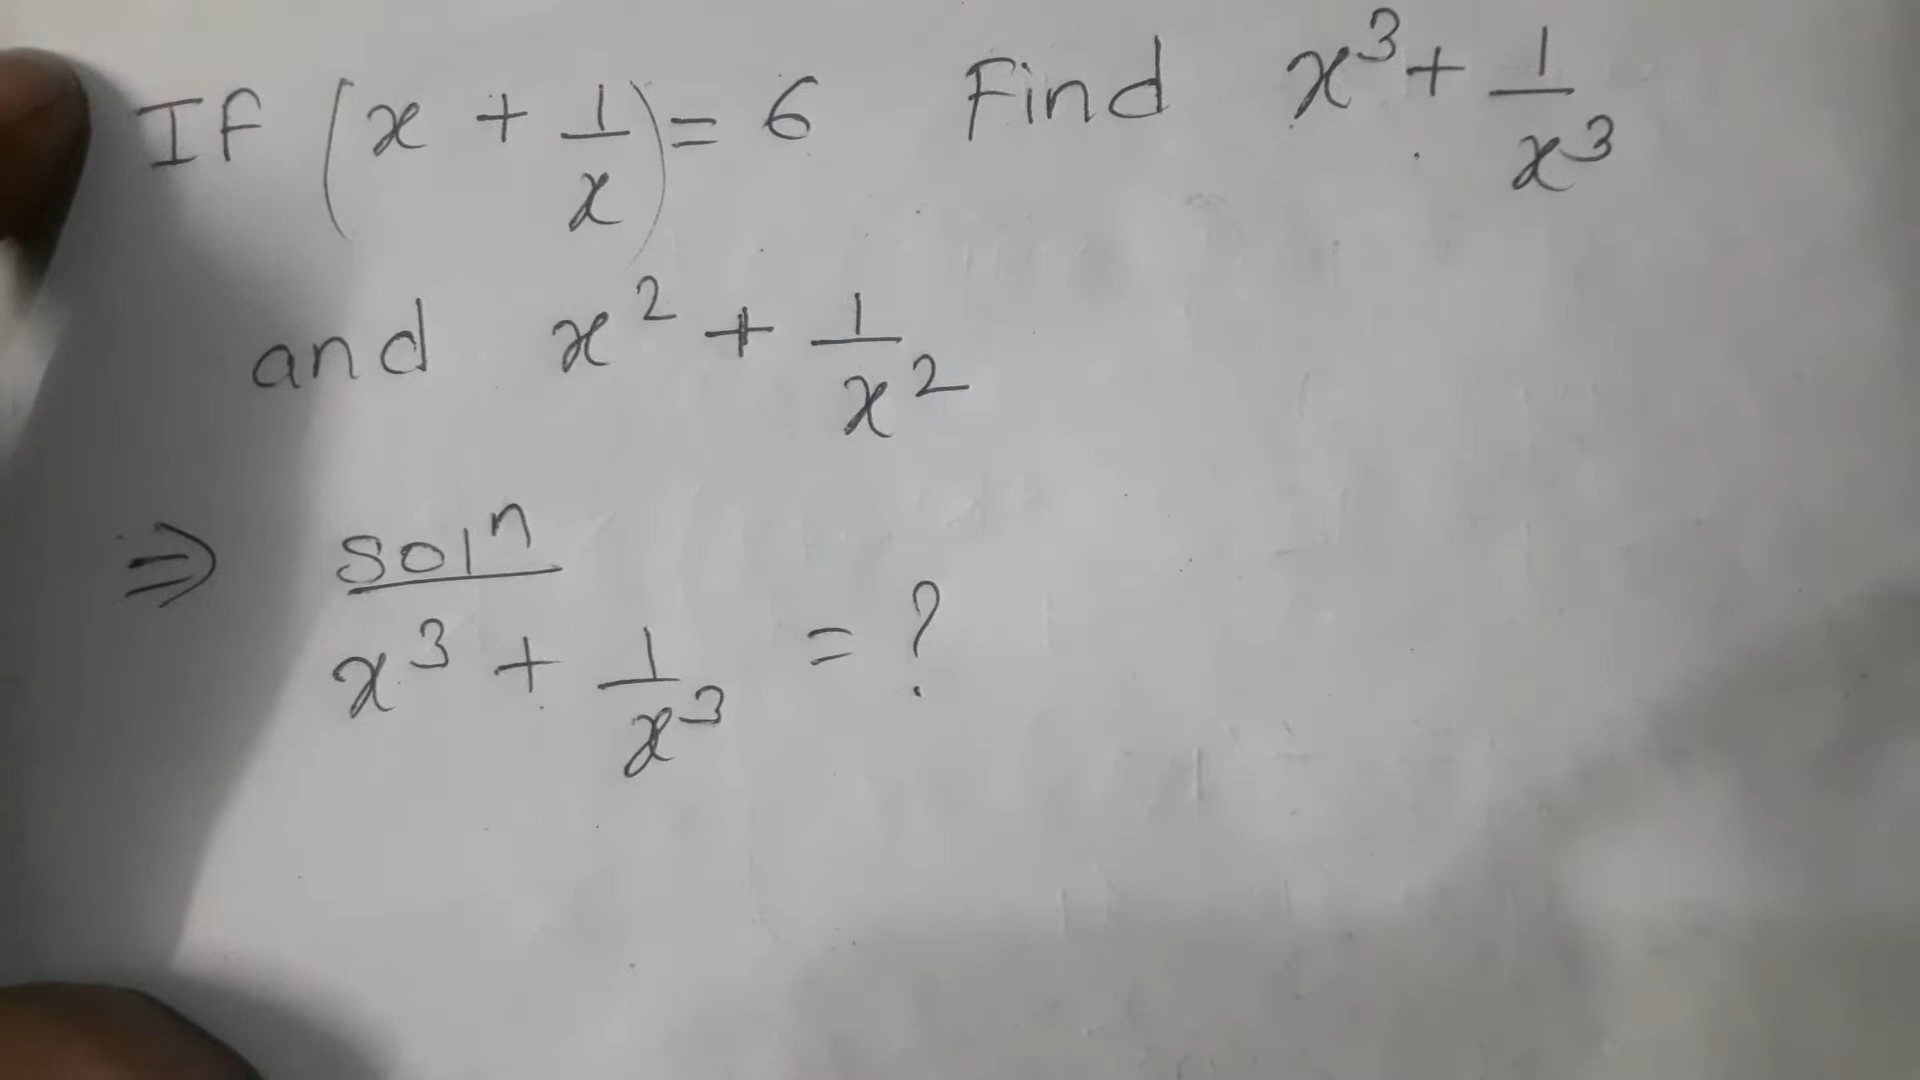 If (x + 1/x) = 6 Find x³ + 1/x³
and x² + 1/x²
⇒ solⁿ
x³ + 1/x³ = ?